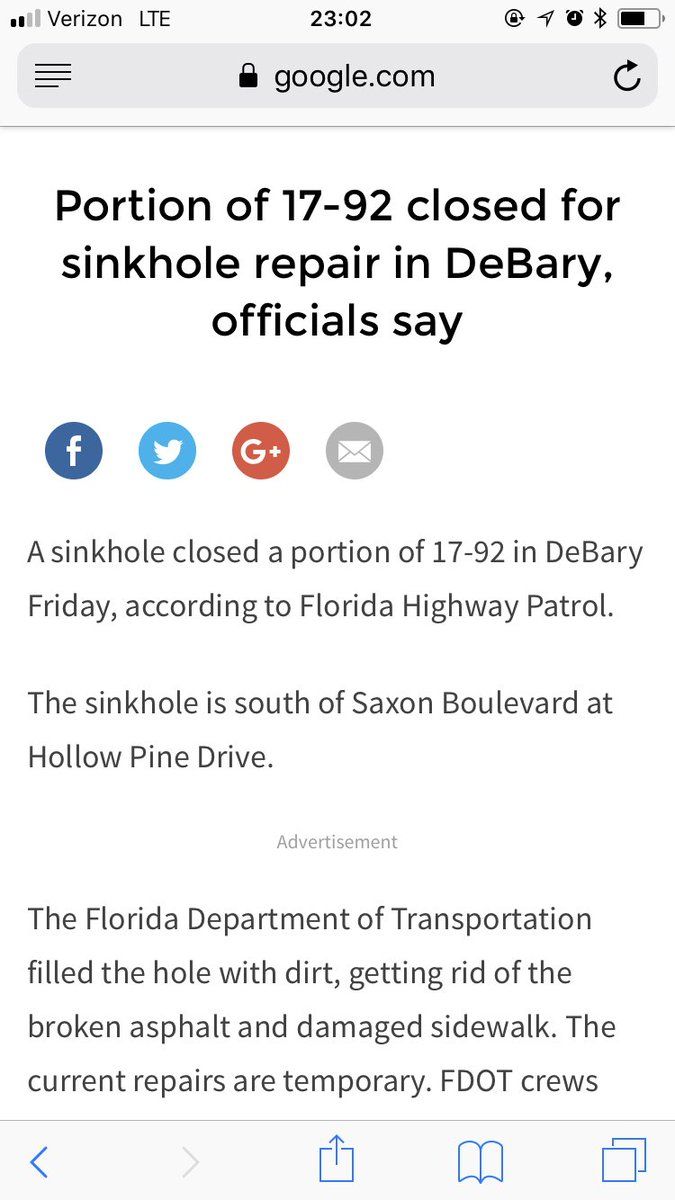 Verizon LTE 23:02
google.com
Portion of 17-92 closed for
sinkhole repair in DeBary,
officials say
f G+
A sinkhole closed a portion of 17-92 in DeBary
Friday, according to Florida Highway Patrol.
The sinkhole is south of Saxon Boulevard at
Hollow Pine Drive.
Advertisement
The Florida Department of Transportation
filled the hole with dirt, getting rid of the
broken asphalt and damaged sidewalk. The
current repairs are temporary. FDOT crews